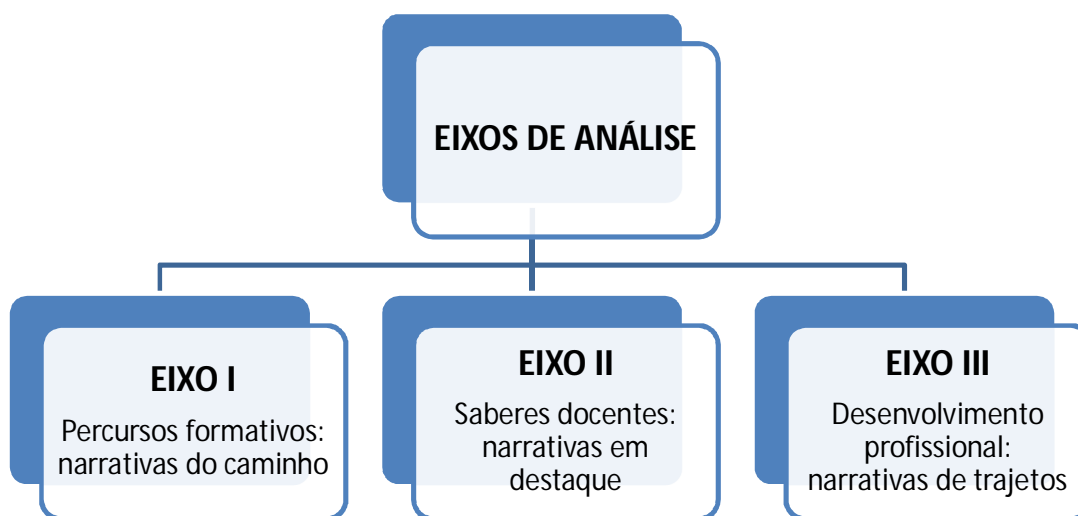 EIXOS DE ANÁLISE
EIXO I
Percursos formativos:
narrativas do caminho
EIXO II
Saberes docentes:
narrativas em
destaque
EIXO III
Desenvolvimento
profissional:
narrativas de trajetos